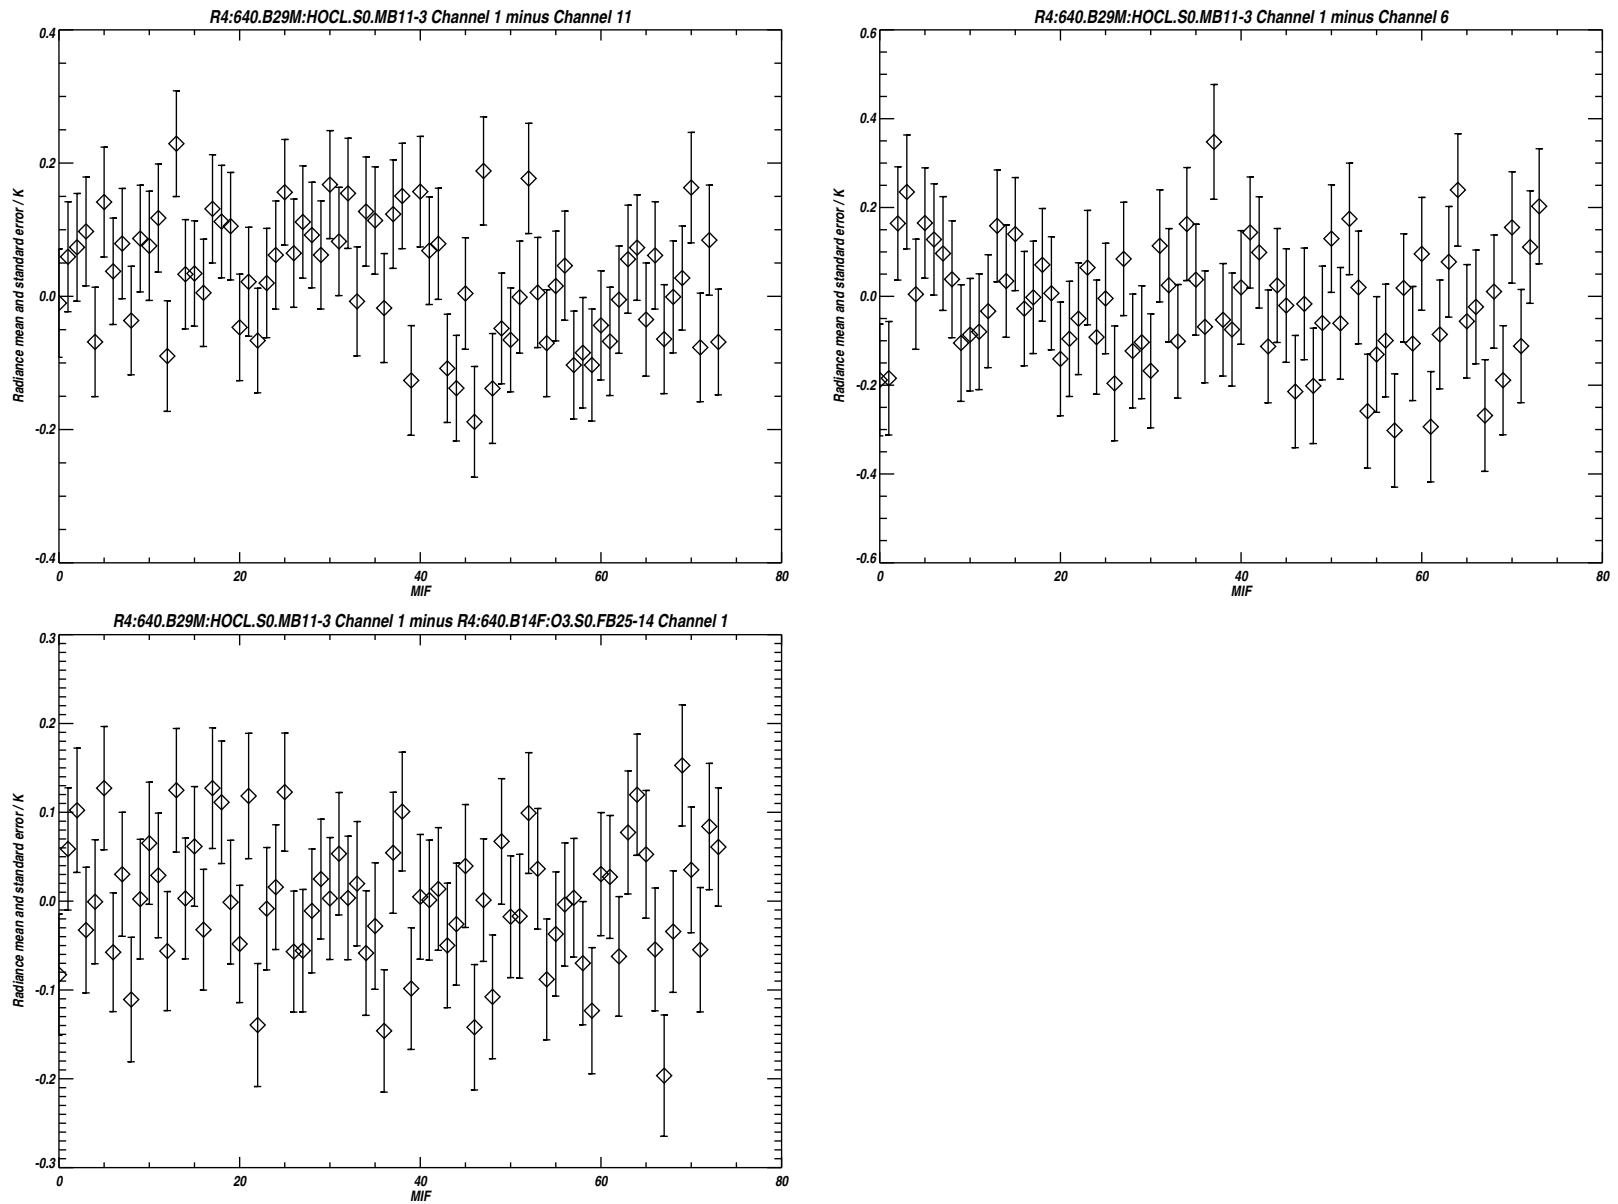 R4:640.B29M:HOCL.S0.MB11-3 Channel 1 minus Channel 11
0.4
0.2
0.0
-0.2
-0.4
Radiance mean and standard error / K
0 20 40 60 80
MIF
R4:640.B29M:HOCL.S0.MB11-3 Channel 1 minus Channel 6
0.6
0.4
0.2
0.0
-0.2
-0.4
-0.6
Radiance mean and standard error / K
0 20 40 60 80
MIF
R4:640.B29M:HOCL.S0.MB11-3 Channel 1 minus R4:640.B14F:O3.S0.FB25-14 Channel 1
0.3
0.2
0.1
0.0
-0.1
-0.2
-0.3
Radiance mean and standard error / K
0 20 40 60 80
MIF